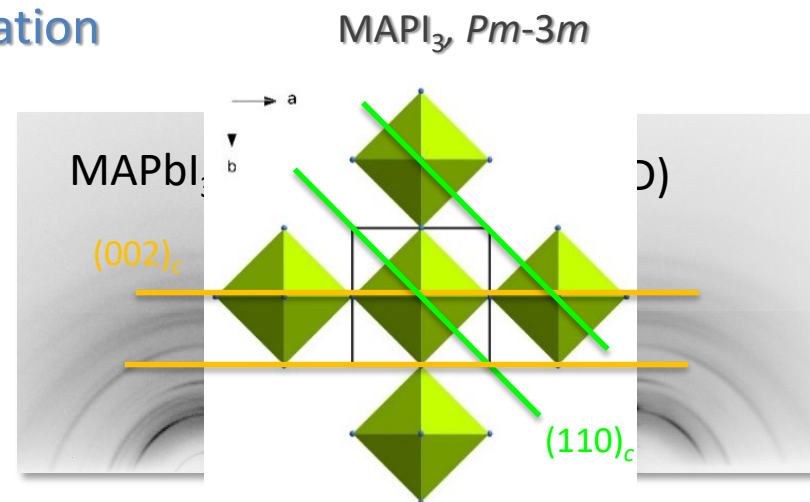 ation
MAPI₃, Pm-3m
a
b
MAPbI₃
D)
(002)c
(110)c